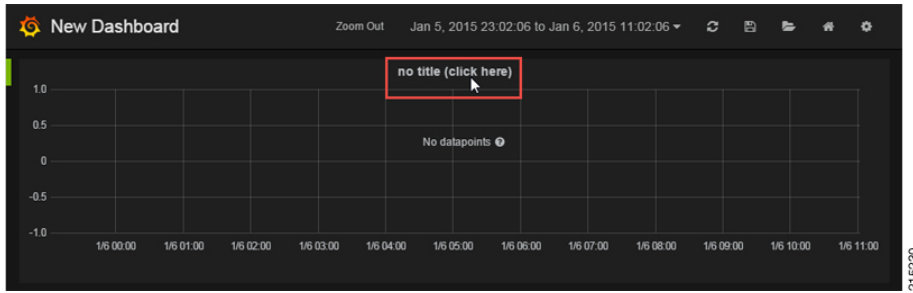 New Dashboard
Zoom Out
Jan 5, 2015 23:02:06 to Jan 6, 2015 11:02:06
no title (click here)
1.0
0.5
No datapoints
0
-0.5
-1.0
1/6 00:00 1/6 01:00 1/6 02:00 1/6 03:00 1/6 04:00 1/6 05:00 1/6 06:00 1/6 07:00 1/6 08:00 1/6 09:00 1/6 10:00 1/6 11:00